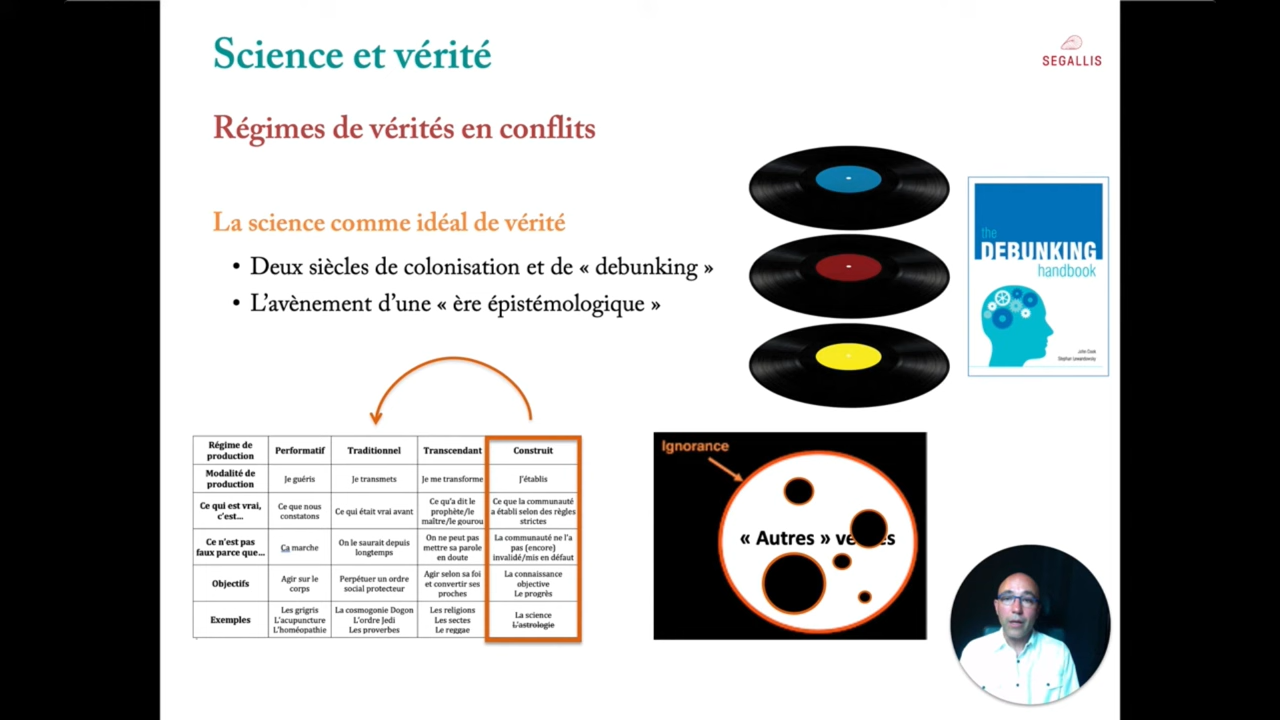 Science et vérité
SEGALLIS
Régimes de vérités en conflits
La science comme idéal de vérité
• Deux siècles de colonisation et de « debunking »
• L'avènement d'une « ère épistémologique »
the
DEBUNKING
handbook
John Cook
Stephan Lewandowsky
Régime de production Performatif Traditionnel Transcendant Construit
Modalité de production Je guéris Je transmets Je me transforme J'établis
Ce qui est vrai, c'est... Ce que nous constatons Ce qui était vrai avant Ce qu'a dit le prophète/le maître/le gourou Ce que la communauté a établi selon des règles strictes
Ce n'est pas faux parce que... Ca marche On le saurait depuis longtemps On ne peut pas mettre sa parole en doute La communauté ne l'a pas (encore) invalidé/mis en défaut
Objectifs Agir sur le corps Perpétuer un ordre social protecteur Agir selon sa foi et convertir ses proches La connaissance objective Le progrès
Exemples Les grigris L'acupuncture L'homéopathie La cosmogonie Dogon L'ordre Jedi Les proverbes Les religions Les sectes Le reggae La science L'astrologie
Ignorance
« Autres »